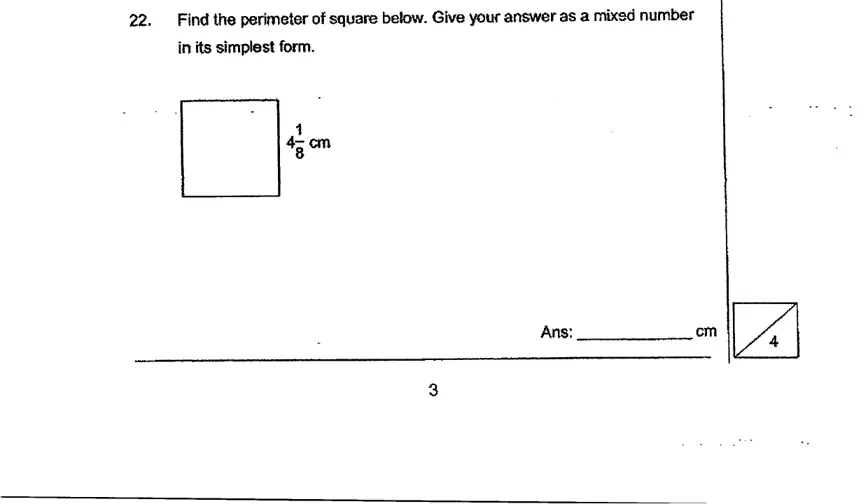 22. Find the perimeter of square below. Give your answer as a mixed number
in its simplest form.
4 1/8 cm
Ans: ____________ cm
4
3